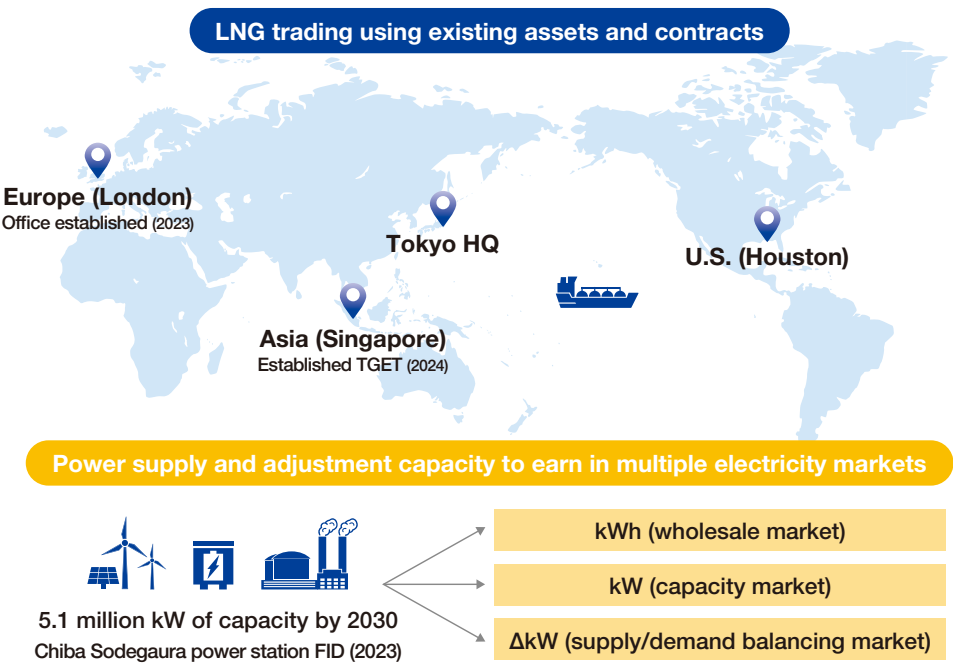 LNG trading using existing assets and contracts
Europe (London)
Office established (2023)
Tokyo HQ
U.S. (Houston)
Asia (Singapore)
Established TGET (2024)
Power supply and adjustment capacity to earn in multiple electricity markets
5.1 million kW of capacity by 2030
Chiba Sodegaura power station FID (2023)
kWh (wholesale market)
kW (capacity market)
ΔkW (supply/demand balancing market)